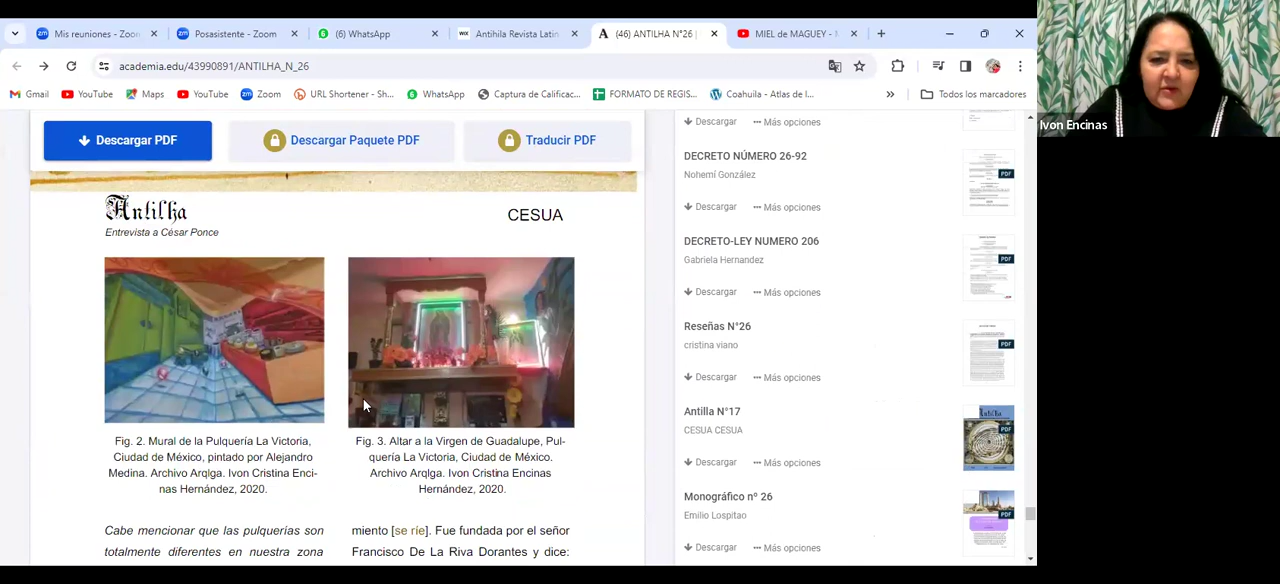 Mis reuniones - Zoo
Posasistente - Zoom
(6) WhatsApp
Antihila Revista Latin
(46) ANTILHA N°26 |
MIEL de MAGUEY -
academia.edu/43990891/ANTILHA_N_26
Gmail
YouTube
Maps
YouTube
Zoom
URL Shortener - Sh...
WhatsApp
Captura de Calificac...
FORMATO DE REGIS...
Coahuila - Atlas de l...
»
Todos los marcadores
Ivon Encinas
Descargar PDF
Descargar Paquete PDF
Traducir PDF
Antilha
CESUA
Entrevista a César Ponce
Fig. 2. Mural de la Pulquería La Victoria,
Ciudad de México, pintado por Alejandro
Medina. Archivo Arqlga. Ivon Cristina Enci-
nas Hernández, 2020.
Fig. 3. Altar a la Virgen de Guadalupe, Pul-
quería La Victoria, Ciudad de México.
Archivo Arqlga. Ivon Cristina Encinas
Hernández, 2020.
Cabe mencionar que las pulquerías son
totalmente diferentes en nuestra zona
miento [se ríe]. Fue fundada por el señor
Francisco De La Riva Dorantes y dice:
Descargar ••• Más opciones
DECRETO NÚMERO 26-92
Nohemí González
Descargar ••• Más opciones
PDF
DECRETO-LEY NUMERO 206
Gabriela Hernandez
Descargar ••• Más opciones
PDF
Reseñas N°26
cristina viano
Descargar ••• Más opciones
PDF
Antilla N°17
CESUA CESUA
Descargar ••• Más opciones
PDF
Monográfico nº 26
Emilio Lospitao
Descargar ••• Más opciones
PDF